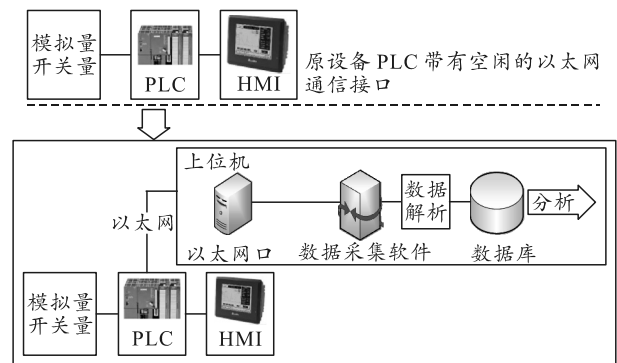 模拟量
开关量
PLC
HMI
原设备 PLC 带有空闲的以太网
通信接口
上位机
以太网
以太网口
数据采集软件
数据
解析
数据库
分析
模拟量
开关量
PLC
HMI